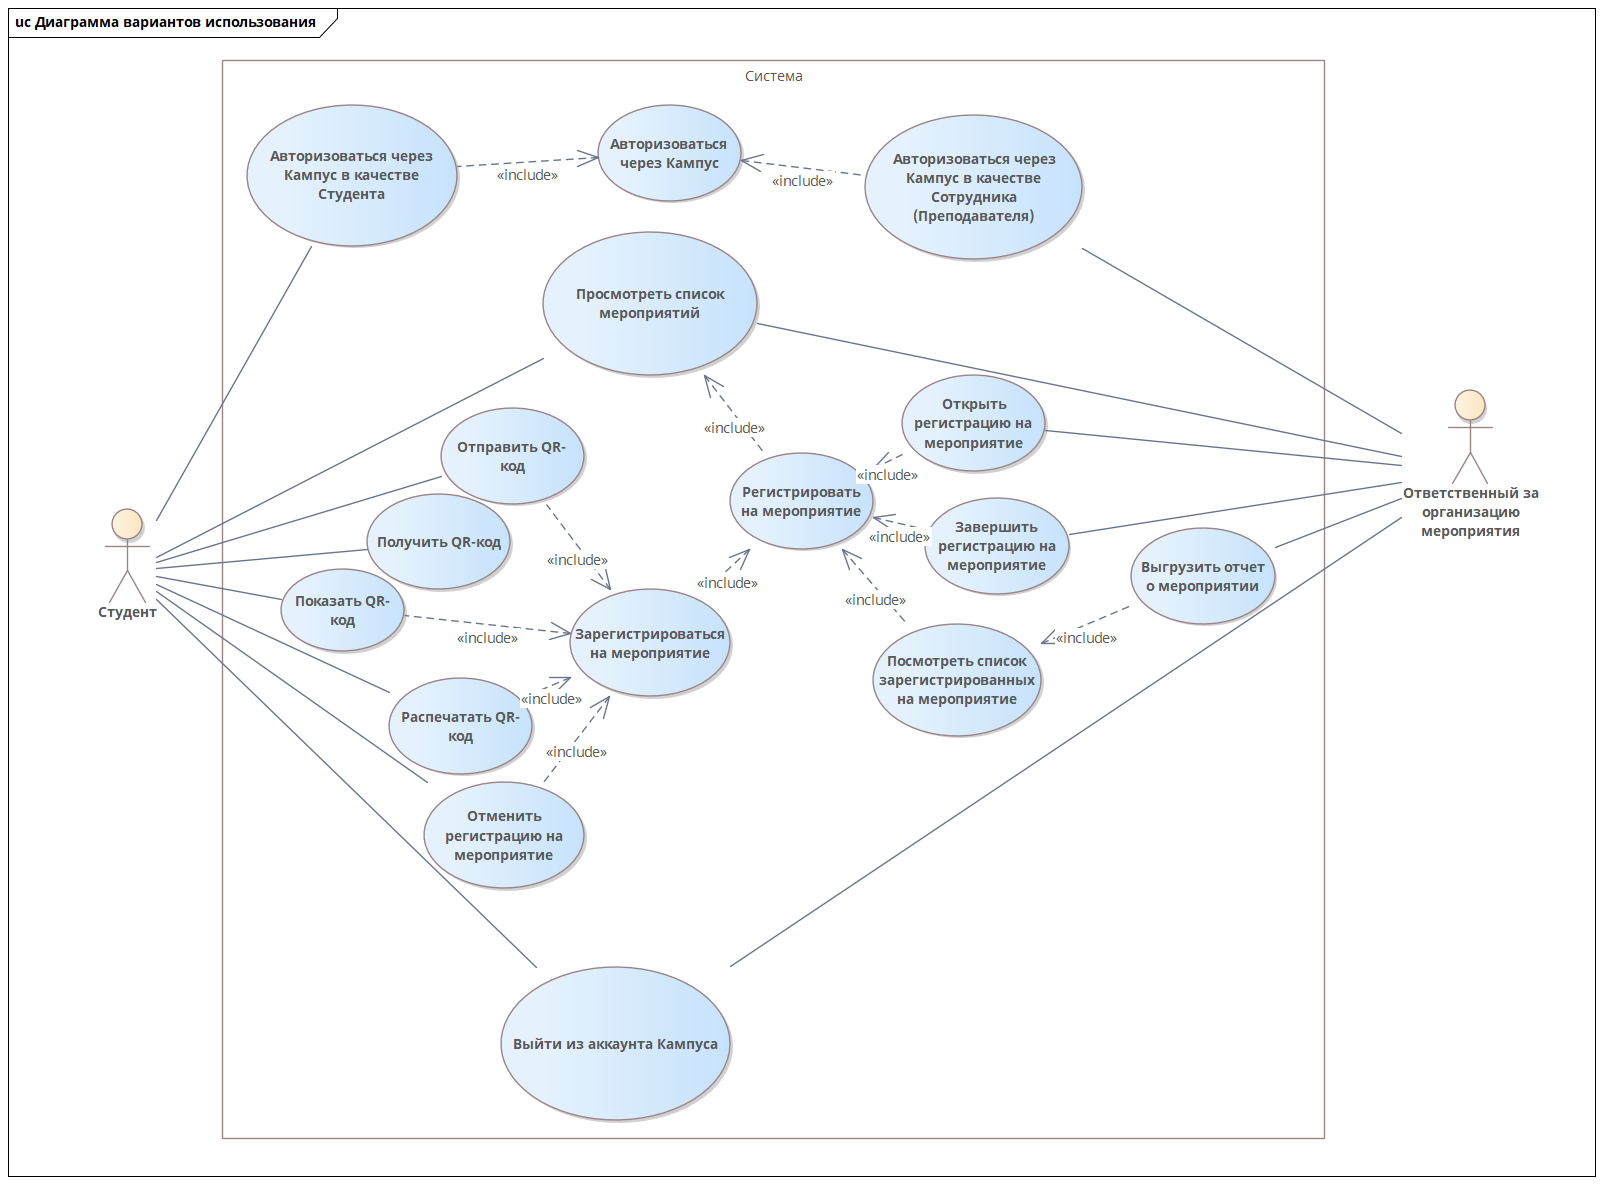 uc Диаграмма вариантов использования
Система
Авторизоваться через
Кампус в качестве
Студента
«include»
Авторизоваться
через Кампус
«include»
Авторизоваться через
Кампус в качестве
Сотрудника
(Преподавателя)
Просмотреть список
мероприятий
«include»
Открыть
регистрацию на
мероприятие
«include»
Отправить QR-
код
Регистрировать
на мероприятие
Ответственный за
организацию
мероприятия
«include»
Завершить
регистрацию на
мероприятие
Получить QR-код
«include»
«include»
Выгрузить отчет
о мероприятии
«include»
Студент
Показать QR-
код
«include»
Зарегистрироваться
на мероприятие
«include»
Посмотреть список
зарегистрированных
на мероприятие
«include»
Распечатать QR-
код
«include»
Отменить
регистрацию на
мероприятие
Выйти из аккаунта Кампуса